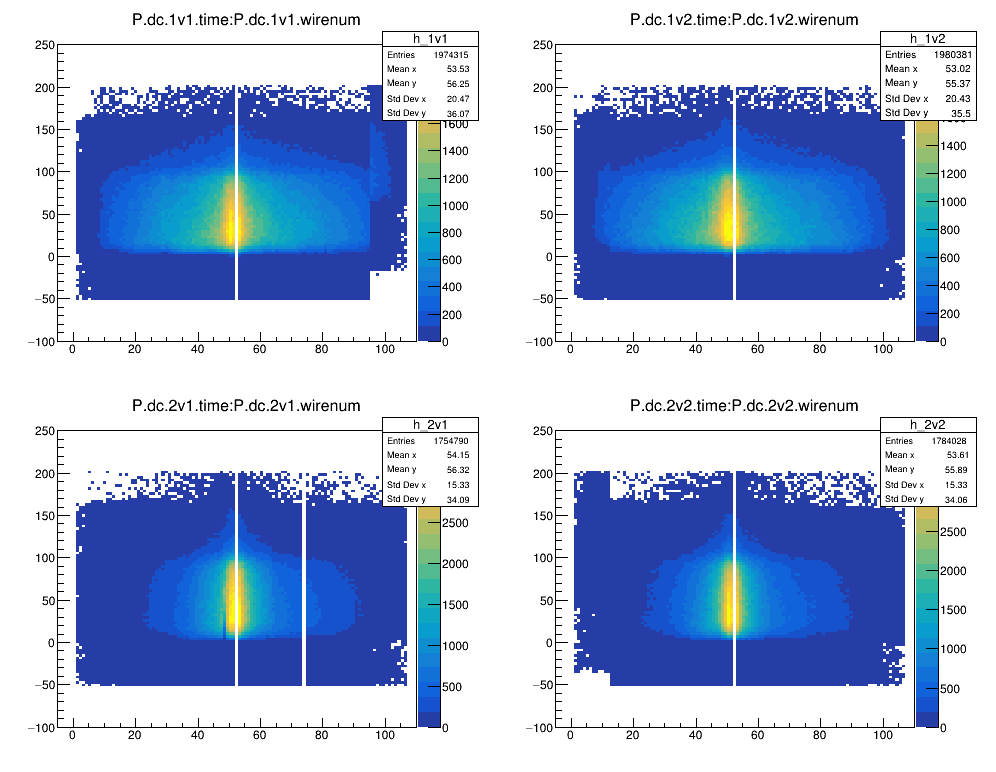 P.dc.1v1.time:P.dc.1v1.wirenum
h_1v1
Entries 1974315
Mean x 53.53
Mean y 56.25
Std Dev x 20.47
Std Dev y 36.07
250
200
150
100
50
0
−50
−100
0 20 40 60 80 100
1600
1400
1200
1000
800
600
400
200
0
P.dc.1v2.time:P.dc.1v2.wirenum
h_1v2
Entries 1980381
Mean x 53.02
Mean y 55.37
Std Dev x 20.43
Std Dev y 35.5
250
200
150
100
50
0
−50
−100
0 20 40 60 80 100
1400
1200
1000
800
600
400
200
0
P.dc.2v1.time:P.dc.2v1.wirenum
h_2v1
Entries 1754790
Mean x 54.15
Mean y 56.32
Std Dev x 15.33
Std Dev y 34.09
250
200
150
100
50
0
−50
−100
0 20 40 60 80 100
2500
2000
1500
1000
500
0
P.dc.2v2.time:P.dc.2v2.wirenum
h_2v2
Entries 1784028
Mean x 53.61
Mean y 55.89
Std Dev x 15.33
Std Dev y 34.06
250
200
150
100
50
0
−50
−100
0 20 40 60 80 100
2500
2000
1500
1000
500
0